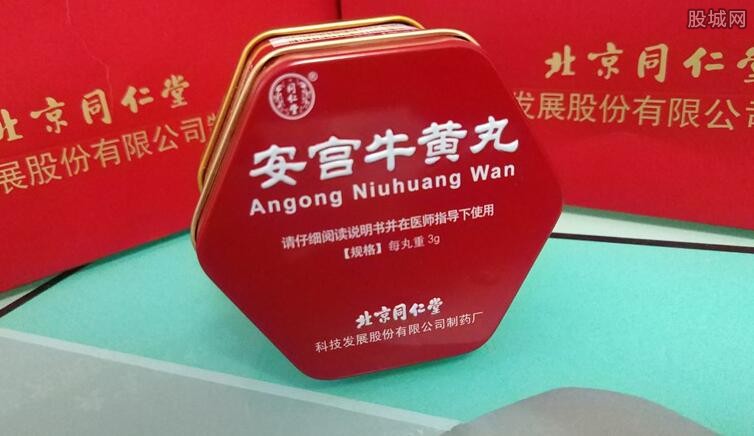 股城网
北京同仁堂
展股份有限公司制
北京同仁堂
发展股份有限公司
同仁堂
®
安宫牛黄丸
Angong Niuhuang Wan
请仔细阅读说明书并在医师指导下使用
【规格】每丸重 3g
北京同仁堂
科技发展股份有限公司制药厂